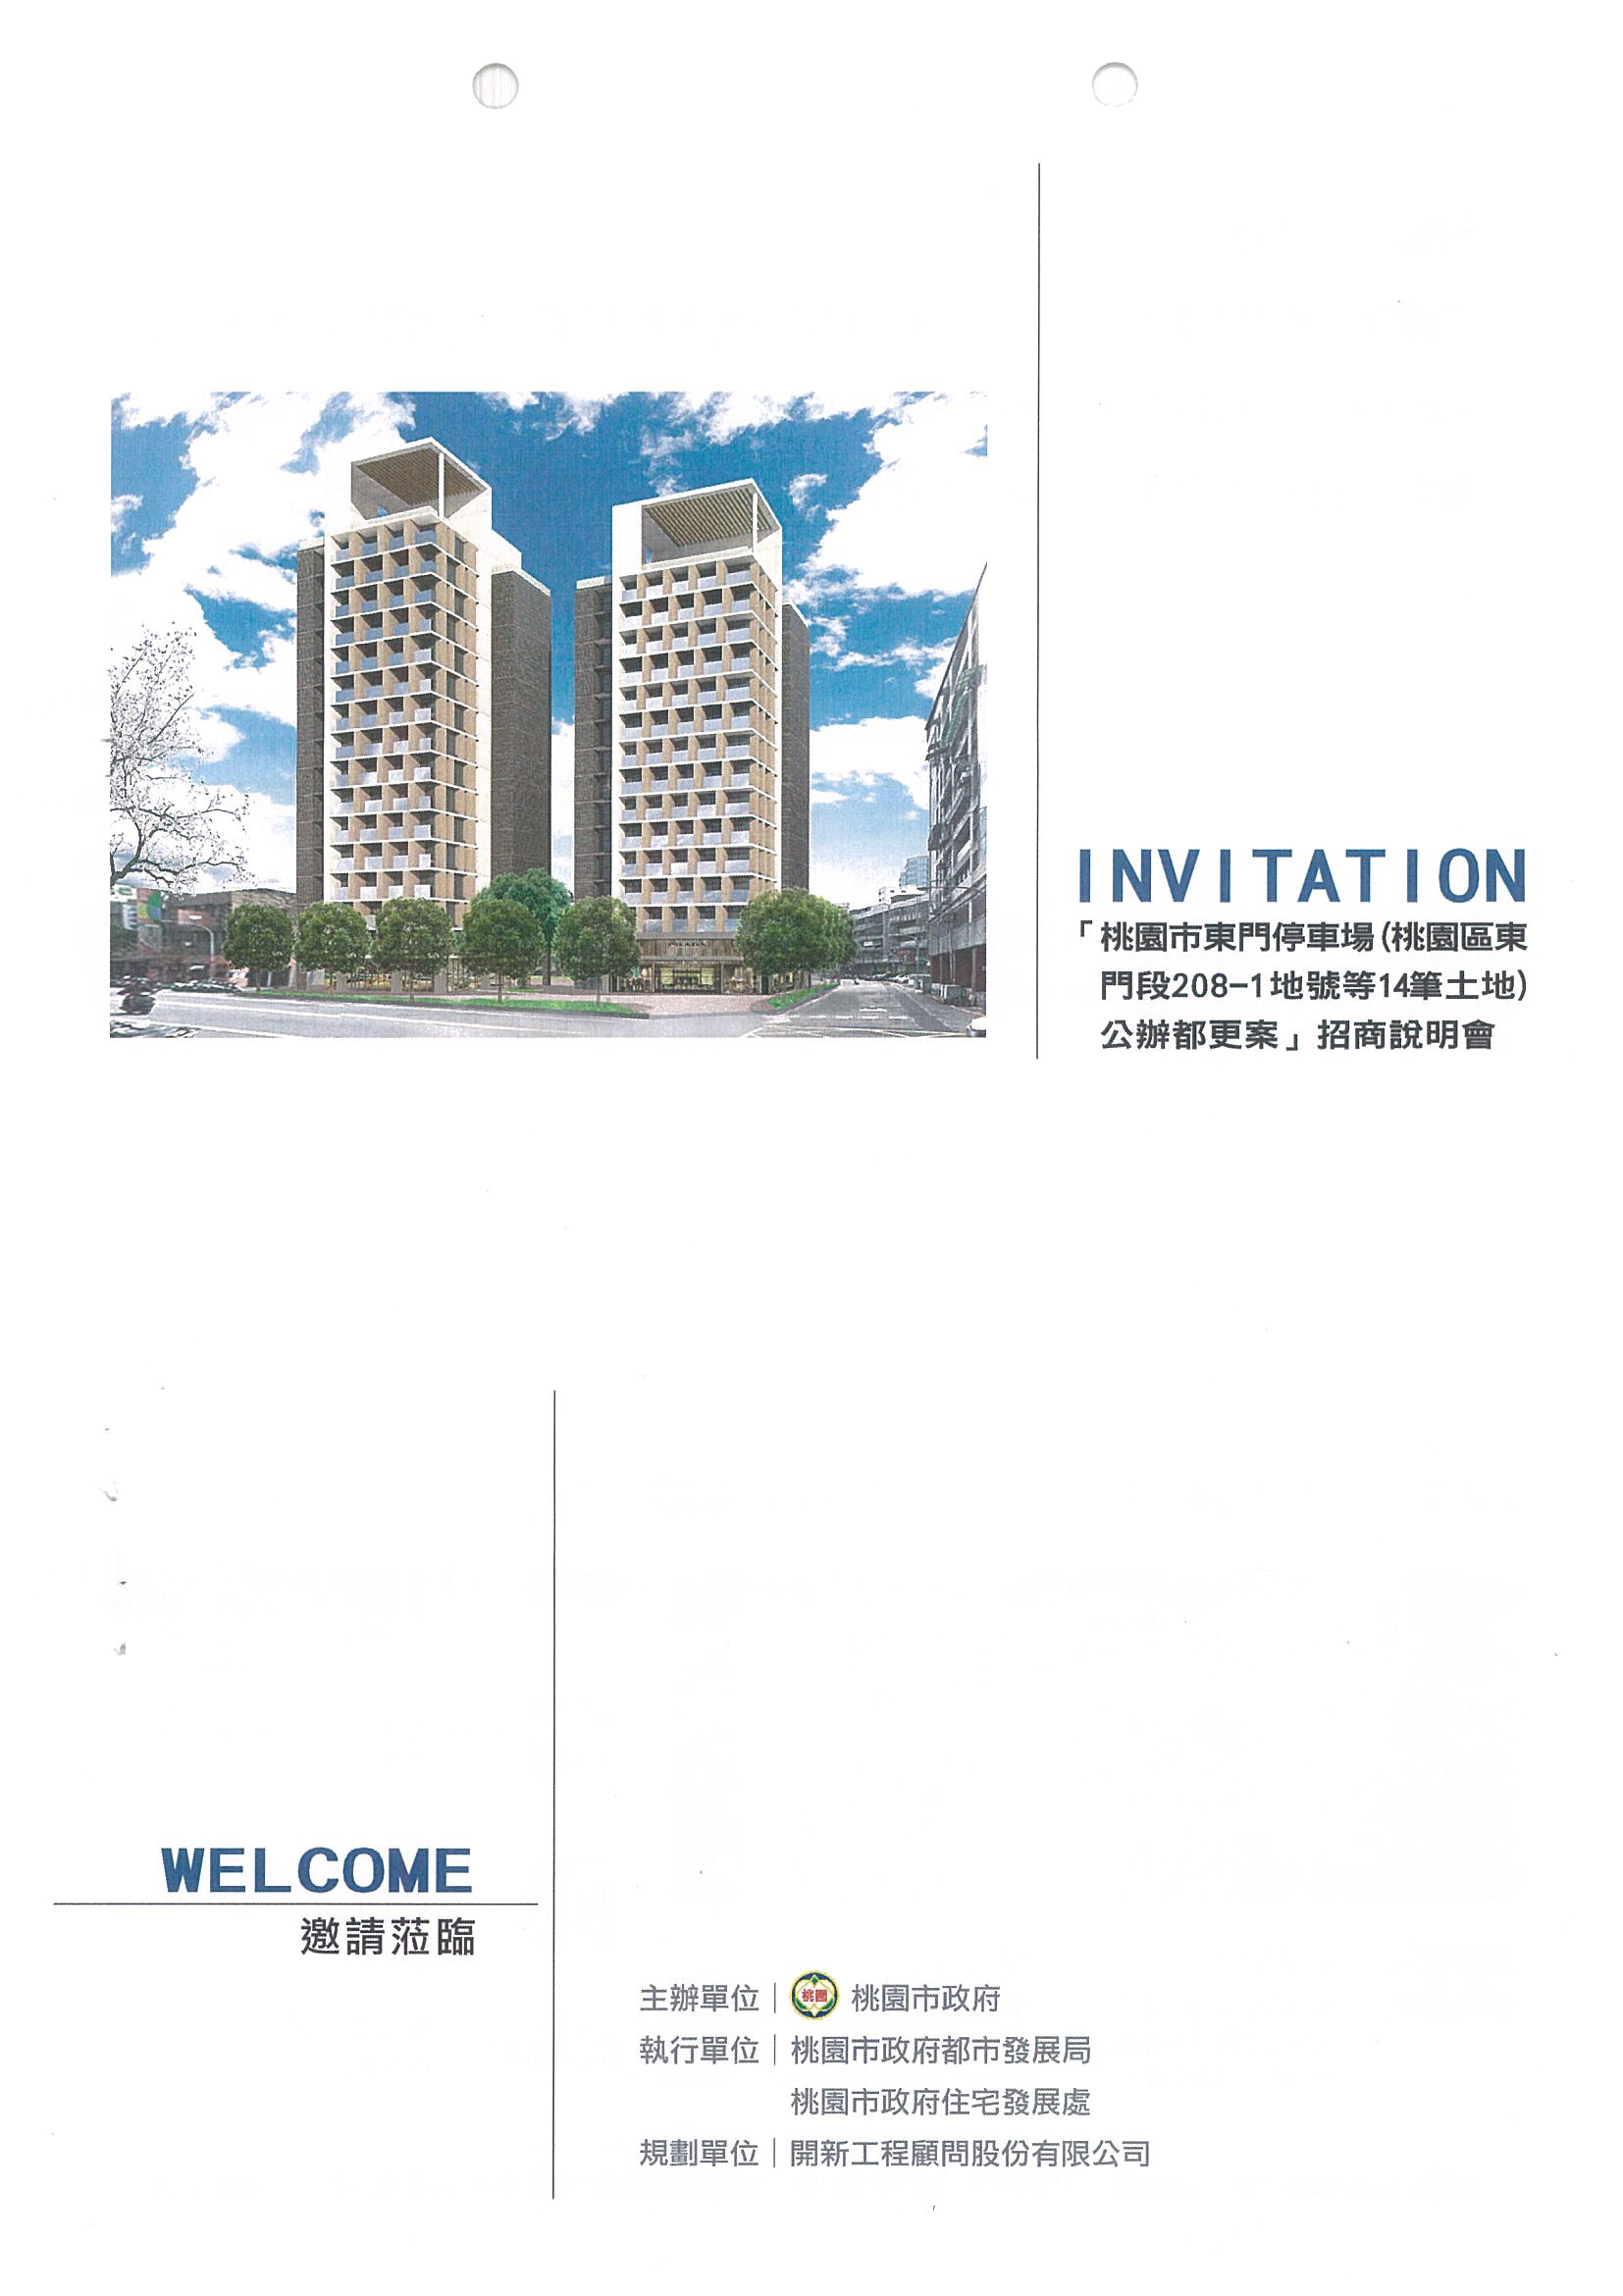 INVITATION
「桃園市東門停車場(桃園區東
門段208-1地號等14筆土地)
公辦都更案」招商說明會
WELCOME
邀請蒞臨
主辦單位｜桃園 桃園市政府
執行單位｜桃園市政府都市發展局
桃園市政府住宅發展處
規劃單位｜開新工程顧問股份有限公司